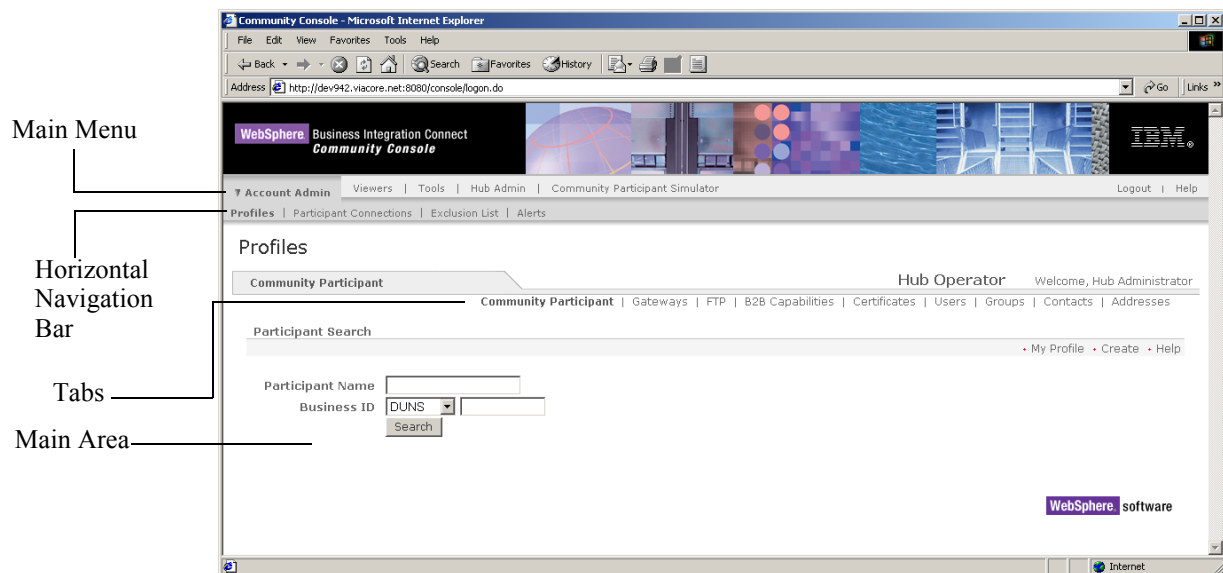 Community Console - Microsoft Internet Explorer
File Edit View Favorites Tools Help
Back Search Favorites History
Address http://dev942.viacore.net:8080/console/logon.do Go Links »
Main Menu
WebSphere. Business Integration Connect
Community Console
IBM®
Account Admin Viewers | Tools | Hub Admin | Community Participant Simulator Logout | Help
Profiles | Participant Connections | Exclusion List | Alerts
Profiles
Horizontal
Navigation
Bar
Community Participant Hub Operator Welcome, Hub Administrator
Community Participant | Gateways | FTP | B2B Capabilities | Certificates | Users | Groups | Contacts | Addresses
Participant Search
My Profile Create Help
Tabs
Participant Name
Business ID DUNS
Search
Main Area
WebSphere. software
Internet